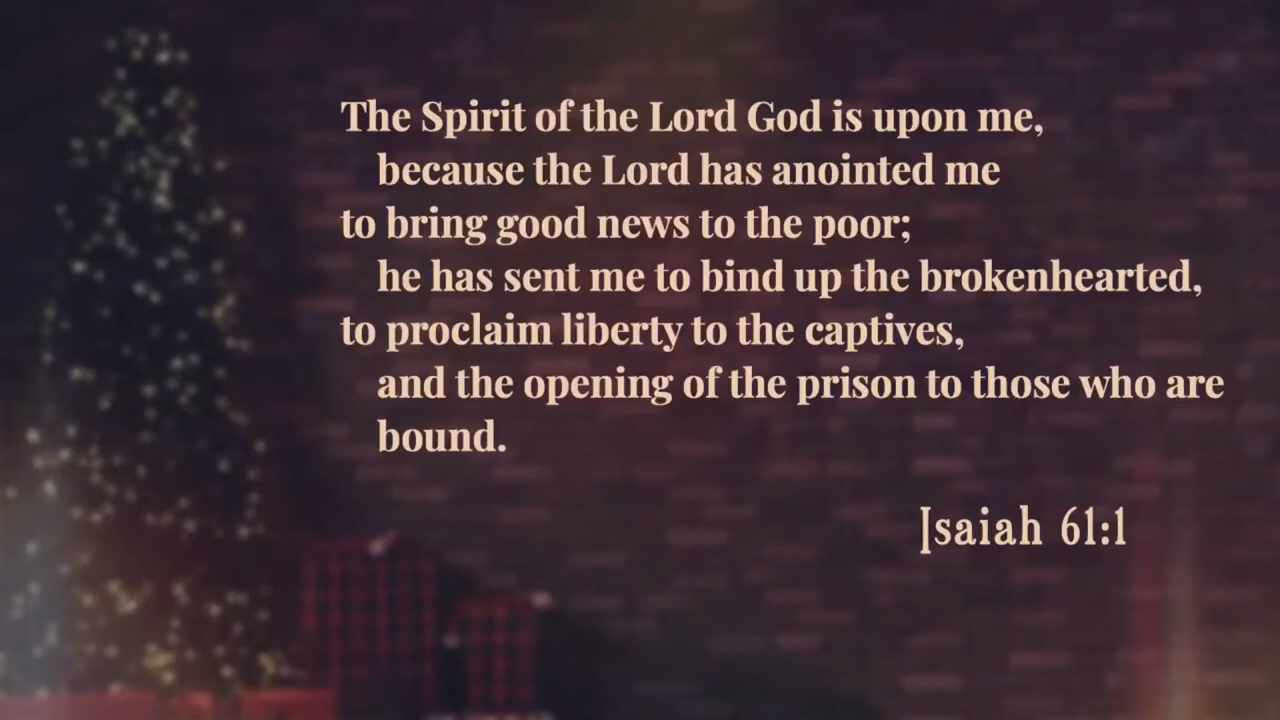 The Spirit of the Lord God is upon me,
because the Lord has anointed me
to bring good news to the poor;
he has sent me to bind up the brokenhearted,
to proclaim liberty to the captives,
and the opening of the prison to those who are
bound.
Isaiah 61:1